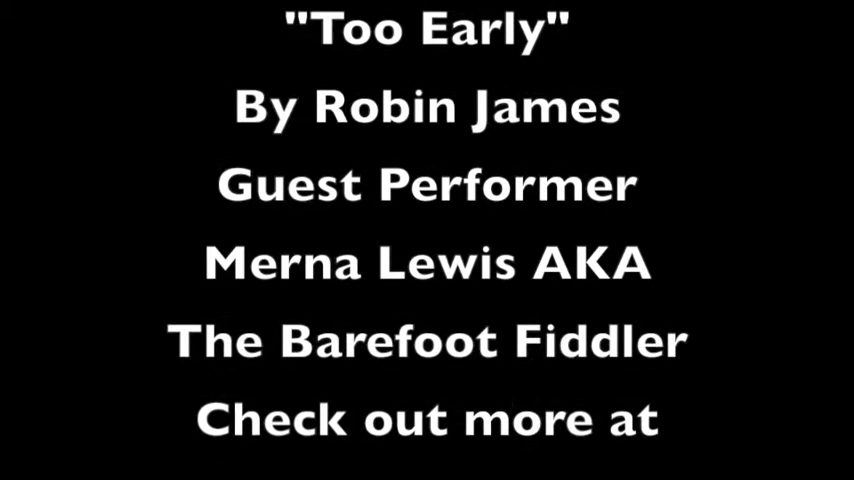 "Too Early"
By Robin James
Guest Performer
Merna Lewis AKA
The Barefoot Fiddler
Check out more at